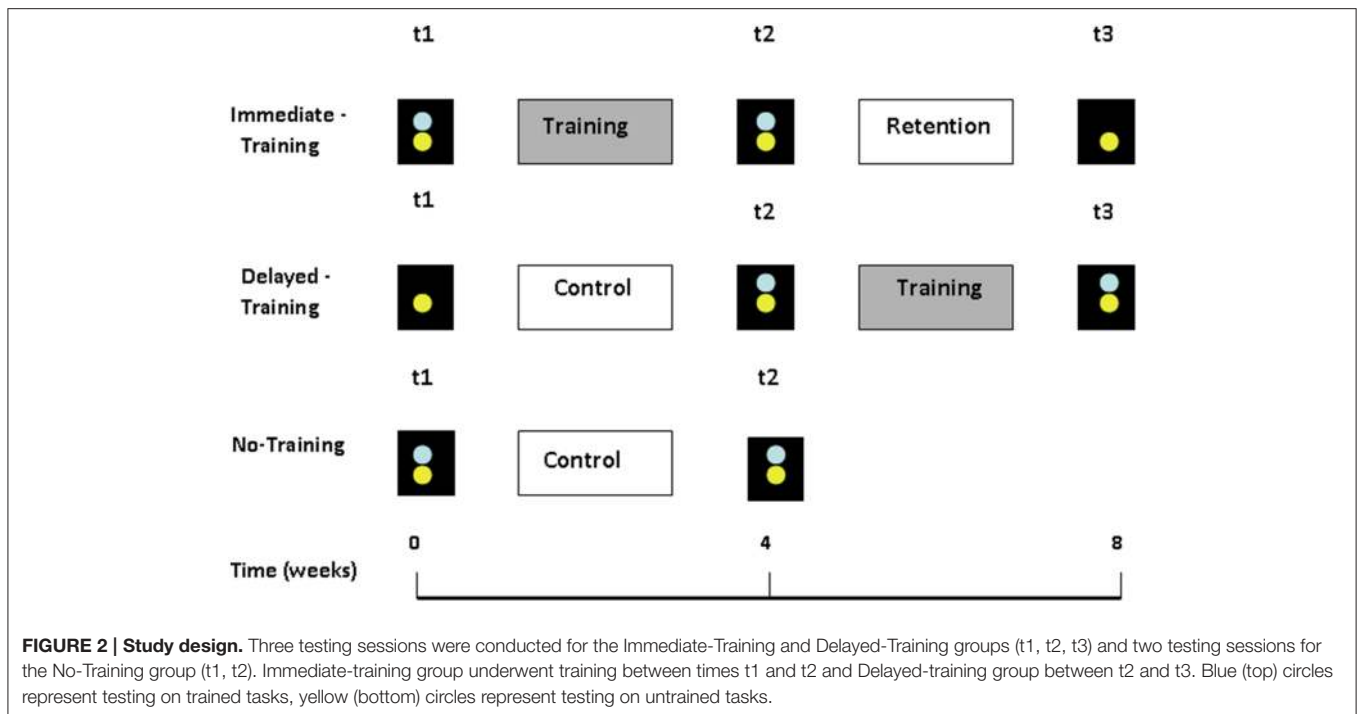 t1 t2 t3
Immediate - Training Retention
Training
t1 t2 t3
Delayed - Control Training
Training
t1 t2
No-Training Control
0 4 8
Time (weeks)
FIGURE 2 | Study design. Three testing sessions were conducted for the Immediate-Training and Delayed-Training groups (t1, t2, t3) and two testing sessions for
the No-Training group (t1, t2). Immediate-training group underwent training between times t1 and t2 and Delayed-training group between t2 and t3. Blue (top) circles
represent testing on trained tasks, yellow (bottom) circles represent testing on untrained tasks.